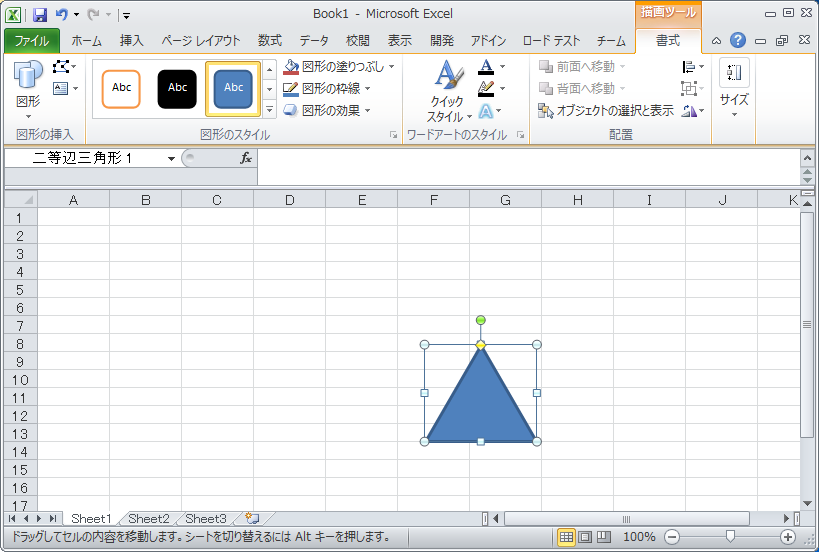 Book1 - Microsoft Excel
描画ツール
ファイル ホーム 挿入 ページ レイアウト 数式 データ 校閲 表示 開発 アドイン ロード テスト チーム 書式
図形
Abc Abc Abc
図形の塗りつぶし
図形の枠線
図形の効果
クイック
スタイル
A
A
A
前面へ移動
背面へ移動
オブジェクトの選択と表示
サイズ
図形の挿入 図形のスタイル ワードアートのスタイル 配置
二等辺三角形 1 fx
A B C D E F G H I J K
1
2
3
4
5
6
7
8
9
10
11
12
13
14
15
16
17
Sheet1 Sheet2 Sheet3
ドラッグしてセルの内容を移動します。シートを切り替えるには Alt キーを押します。 100%